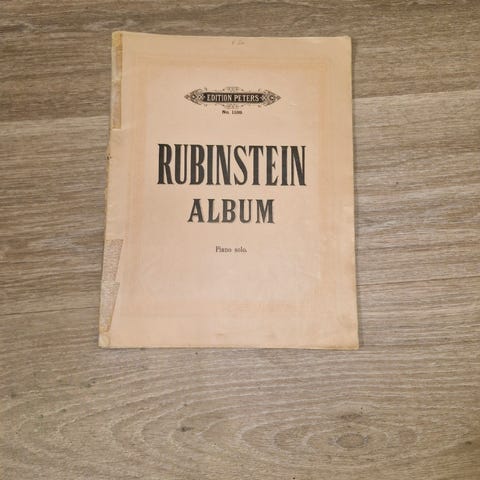 EDITION PETERS
RUBINSTEIN
ALBUM
Piano solo.